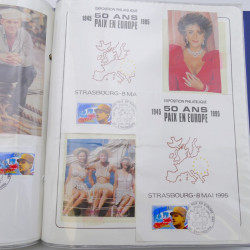 EXPOSITION PHILATELIQUE
50 ANS
1945 1995
PAIX EN EUROPE
STRASBOURG - 8 MAI
EXPOSITION PHILATELIQUE
50 ANS
1945 1995
PAIX EN EUROPE
STRASBOURG - 8 MAI 1995